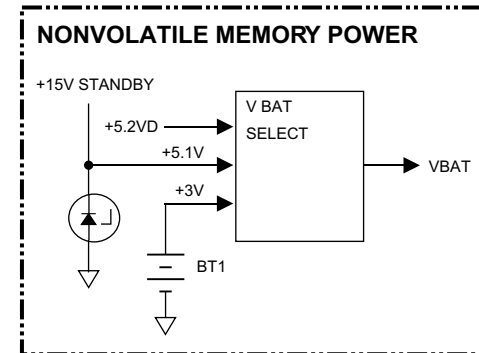 NONVOLATILE MEMORY POWER
+15V STANDBY
V BAT
SELECT
+5.2VD
+5.1V
VBAT
+3V
BT1